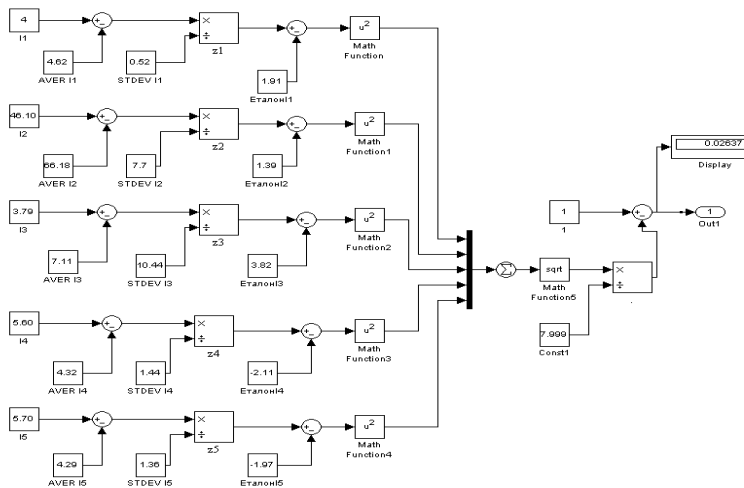 4
I1
4.62
AVER I1
0.52
STDEV I1
×
÷
z1
1.91
ЕталонI1
u²
Math
Function
46.10
I2
66.18
AVER I2
7.7
STDEV I2
×
÷
z2
1.39
ЕталонI2
u²
Math
Function1
3.79
I3
7.11
AVER I3
10.44
STDEV I3
×
÷
z3
3.82
ЕталонI3
u²
Math
Function2
5.60
I4
4.32
AVER I4
1.44
STDEV I4
×
÷
z4
-2.11
ЕталонI4
u²
Math
Function3
5.70
I5
4.29
AVER I5
1.36
STDEV I5
×
÷
z5
-1.97
ЕталонI5
u²
Math
Function4
Σ
sqrt
Math
Function5
7.999
Const1
×
÷
1
1
0.02637
Display
1
Out1